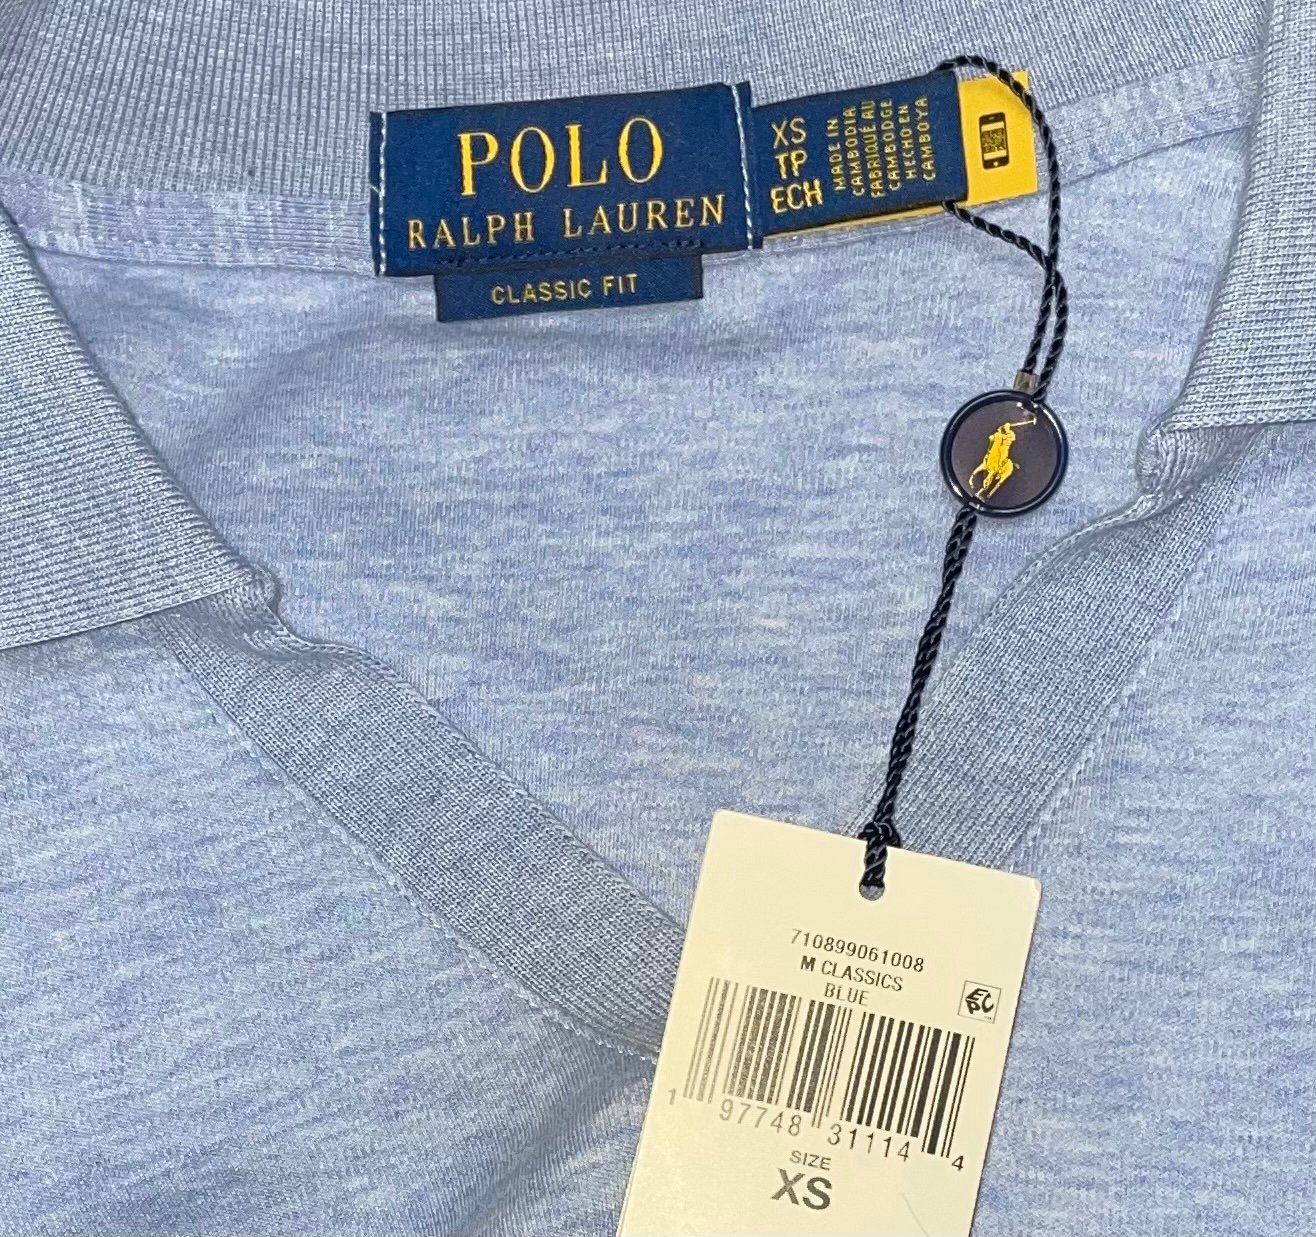 POLO
RALPH LAUREN
CLASSIC FIT
XS
TP
ECH
MADE IN
CAMBODIA
FABRIQUÉ AU
CAMBODGE
HECHO EN
CAMBOYA
710899061008
M CLASSICS
BLUE
EPC
1 97748 31114 4
SIZE
XS